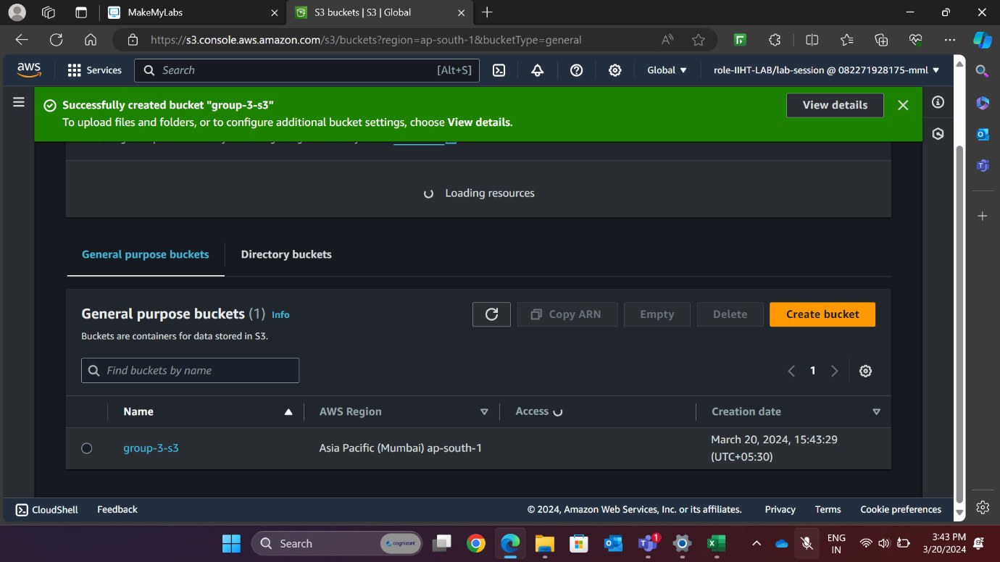 MakeMyLabs
S3 buckets | S3 | Global
https://s3.console.aws.amazon.com/s3/buckets?region=ap-south-1&bucketType=general
aws
Services
Search
[Alt+S]
Global
role-IIHT-LAB/lab-session @ 082271928175-mml
Successfully created bucket "group-3-s3"
To upload files and folders, or to configure additional bucket settings, choose View details.
View details
Loading resources
General purpose buckets
Directory buckets
General purpose buckets (1) Info
Buckets are containers for data stored in S3.
Copy ARN
Empty
Delete
Create bucket
Find buckets by name
1
Name
AWS Region
Access
Creation date
group-3-s3
Asia Pacific (Mumbai) ap-south-1
March 20, 2024, 15:43:29
(UTC+05:30)
CloudShell
Feedback
© 2024, Amazon Web Services, Inc. or its affiliates.
Privacy
Terms
Cookie preferences
Search
cognizant
1
ENG
IN
3:43 PM
3/20/2024